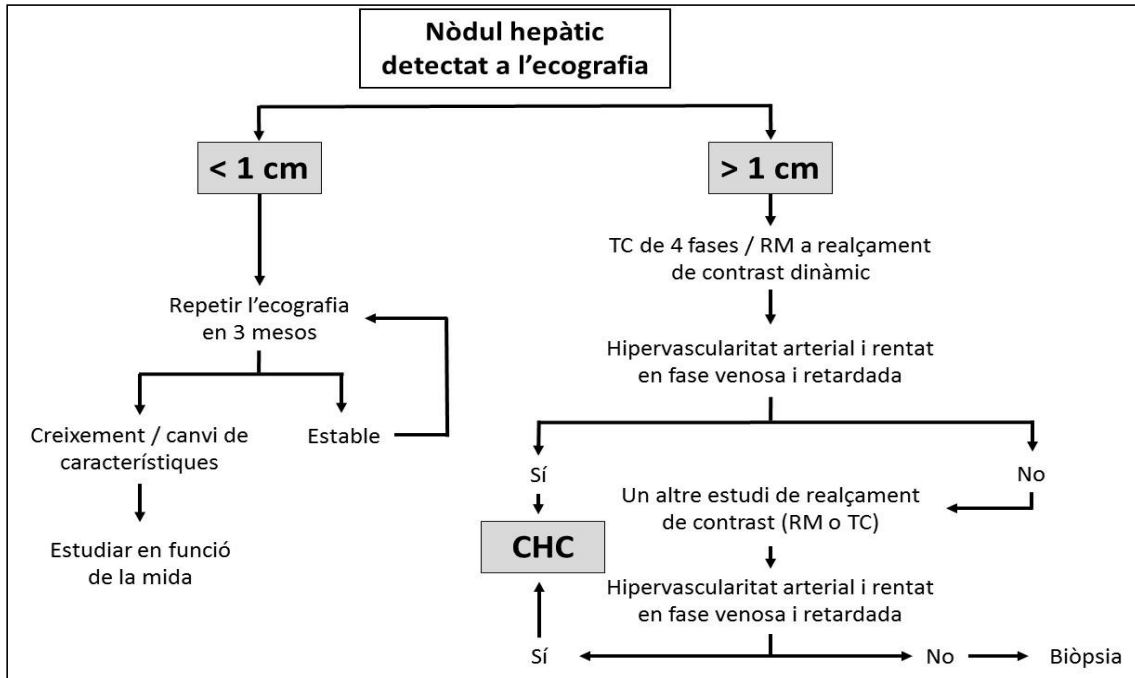 Nòdul hepàtic
detectat a l’ecografia
< 1 cm
Repetir l’ecografia
en 3 mesos
Creixement / canvi de
característiques
Estable
Estudiar en funció
de la mida
> 1 cm
TC de 4 fases / RM a realçament
de contrast dinàmic
Hipervascularitat arterial i rentat
en fase venosa i retardada
Sí
No
CHC
Un altre estudi de realçament
de contrast (RM o TC)
Hipervascularitat arterial i rentat
en fase venosa i retardada
Sí
No
Biòpsia